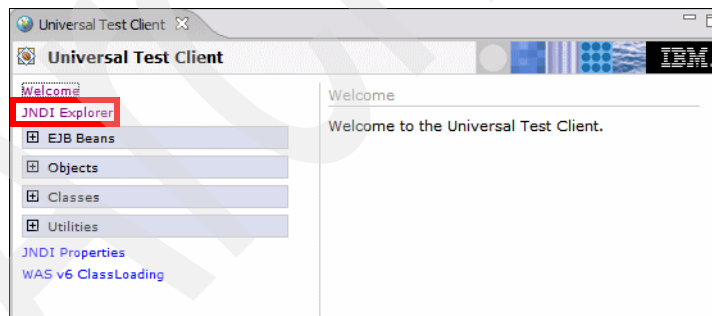 Universal Test Client
Universal Test Client
IBM.
Welcome
JNDI Explorer
EJB Beans
Objects
Classes
Utilities
JNDI Properties
WAS v6 ClassLoading
Welcome
Welcome to the Universal Test Client.